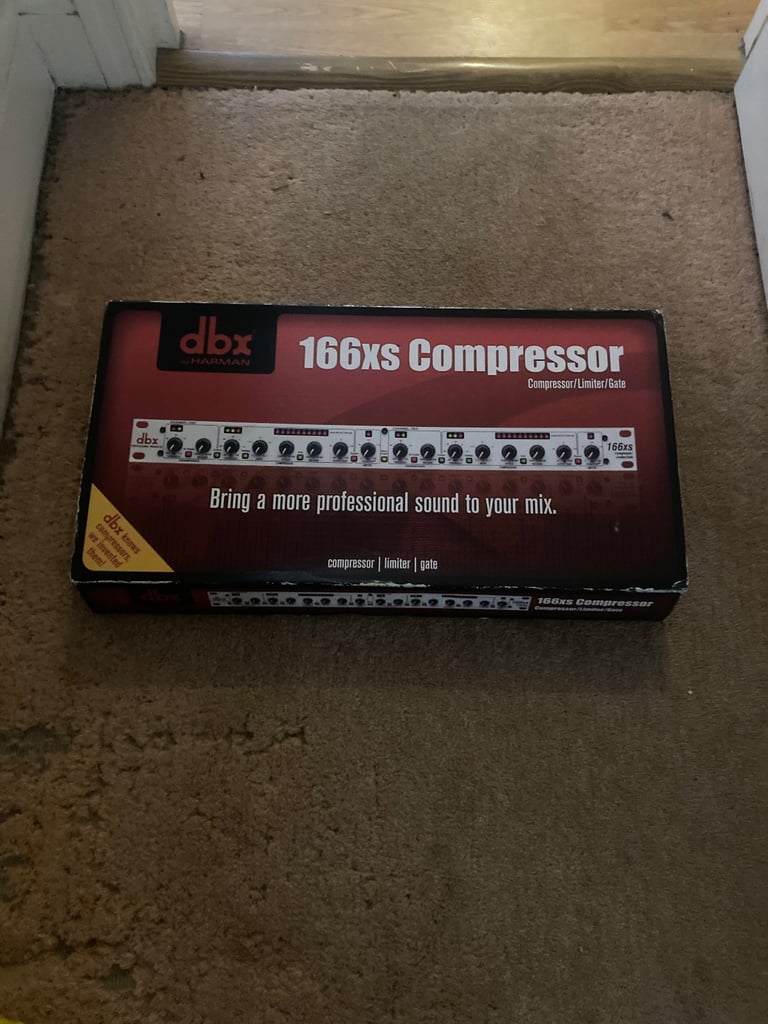 dbx
by HARMAN
166xs Compressor
Compressor/Limiter/Gate
dbx
166xs
Bring a more professional sound to your mix.
dbx knows
compressors,
we invented
them!
compressor | limiter | gate
dbx
166xs Compressor
Compressor/Limiter/Gate